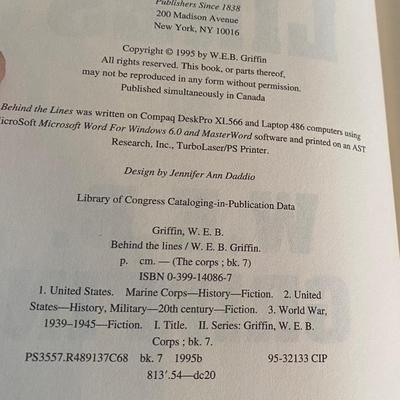 Publishers Since 1838
200 Madison Avenue
New York, NY 10016
Copyright © 1995 by W.E.B. Griffin
All rights reserved. This book, or parts thereof,
may not be reproduced in any form without permission.
Published simultaneously in Canada
Behind the Lines was written on Compaq DeskPro XL566 and Laptop 486 computers using
icroSoft Microsoft Word For Windows 6.0 and MasterWord software and printed on an AST
Research, Inc., TurboLaser/PS Printer.
Design by Jennifer Ann Daddio
Library of Congress Cataloging-in-Publication Data
Griffin, W. E. B.
Behind the lines / W. E. B. Griffin.
p. cm. — (The corps ; bk. 7)
ISBN 0-399-14086-7
1. United States. Marine Corps—History—Fiction. 2. United
States—History, Military—20th century—Fiction. 3. World War,
1939–1945—Fiction. I. Title. II. Series: Griffin, W. E. B.
Corps ; bk. 7.
PS3557.R489137C68 bk. 7 1995b 95-32133 CIP
813′.54—dc20